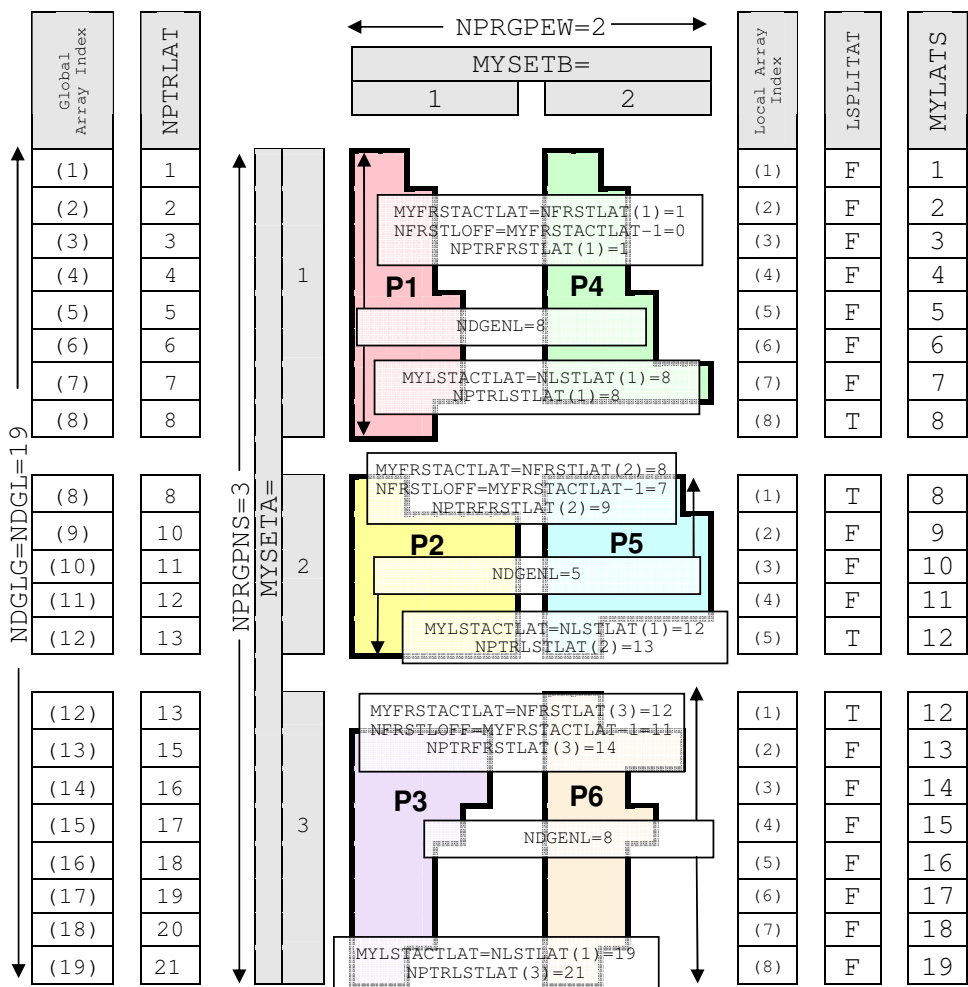 NPRGPEW=2
MYSETB=
1 2
Global Array Index
NPTRLAT
Local Array Index
LSPLITAT
MYLATS
NDGLG=NDGL=19
NPRGPNS=3
MYSETA=
1
(1) 1 (1) F 1
(2) 2 (2) F 2
(3) 3 (3) F 3
(4) 4 (4) F 4
(5) 5 (5) F 5
(6) 6 (6) F 6
(7) 7 (7) F 7
(8) 8 (8) T 8
MYFRSTACTLAT=NFRSTLAT(1)=1
NFRSTLOFF=MYFRSTACTLAT-1=0
NPTRFRSTLAT(1)=1
P1 P4
NDGENL=8
MYLSTACTLAT=NLSTLAT(1)=8
NPTRLSTLAT(1)=8
2
(8) 8 (1) T 8
(9) 10 (2) F 9
(10) 11 (3) F 10
(11) 12 (4) F 11
(12) 13 (5) T 12
MYFRSTACTLAT=NFRSTLAT(2)=8
NFRSTLOFF=MYFRSTACTLAT-1=7
NPTRFRSTLAT(2)=9
P2 P5
NDGENL=5
MYLSTACTLAT=NLSTLAT(1)=12
NPTRLSTLAT(2)=13
3
(12) 13 (1) T 12
(13) 15 (2) F 13
(14) 16 (3) F 14
(15) 17 (4) F 15
(16) 18 (5) F 16
(17) 19 (6) F 17
(18) 20 (7) F 18
(19) 21 (8) F 19
MYFRSTACTLAT=NFRSTLAT(3)=12
NFRSTLOFF=MYFRSTACTLAT-1=11
NPTRFRSTLAT(3)=14
P3 P6
NDGENL=8
MYLSTACTLAT=NLSTLAT(1)=19
NPTRLSTLAT(3)=21